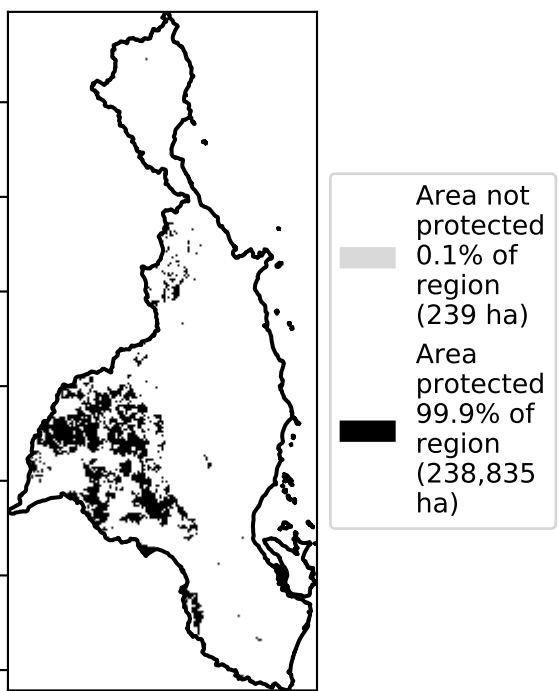 Area not
protected
0.1% of
region
(239 ha)
Area
protected
99.9% of
region
(238,835
ha)